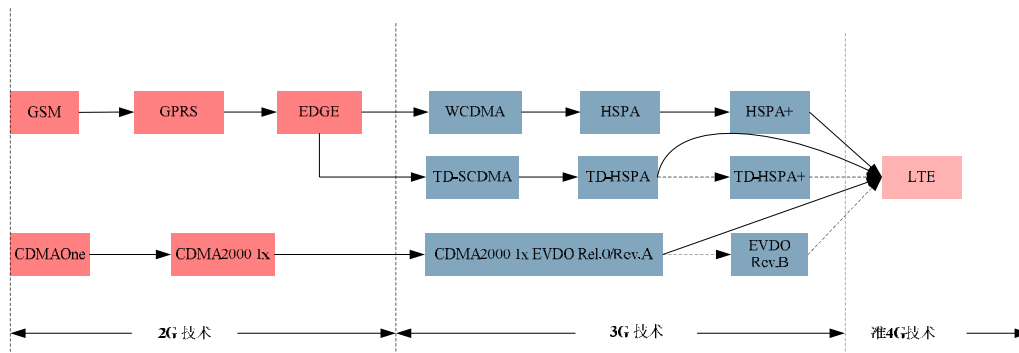 GSM
GPRS
EDGE
WCDMA
HSPA
HSPA+
TD-SCDMA
TD-HSPA
TD-HSPA+
LTE
CDMAOne
CDMA2000 1x
CDMA2000 1x EVDO Rel.0/Rev.A
EVDO
Rev.B
2G 技术
3G 技术
准4G技术